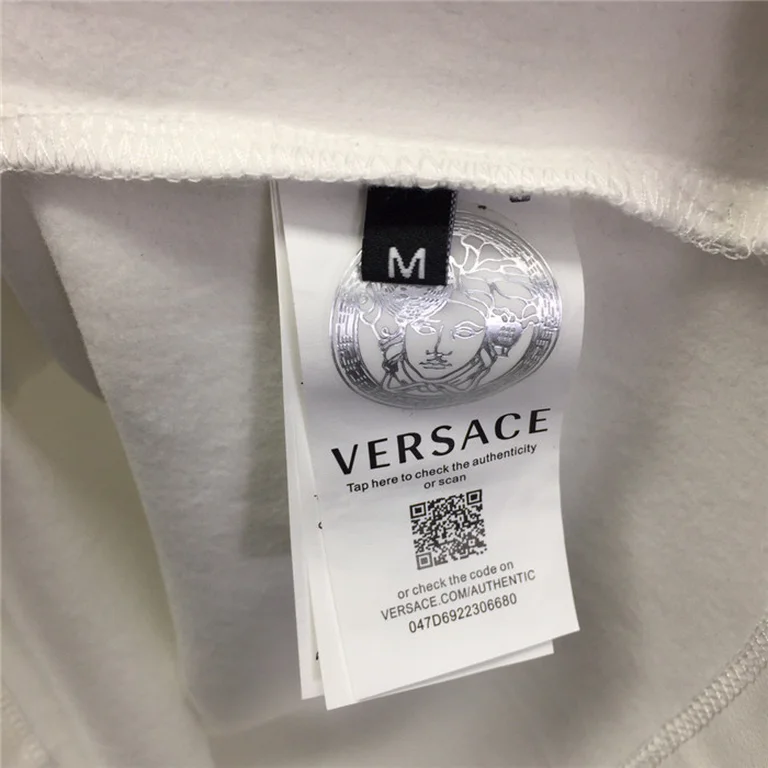 M
VERSACE
Tap here to check the authenticity
or scan
or check the code on
VERSACE.COM/AUTHENTIC
047D6922306680